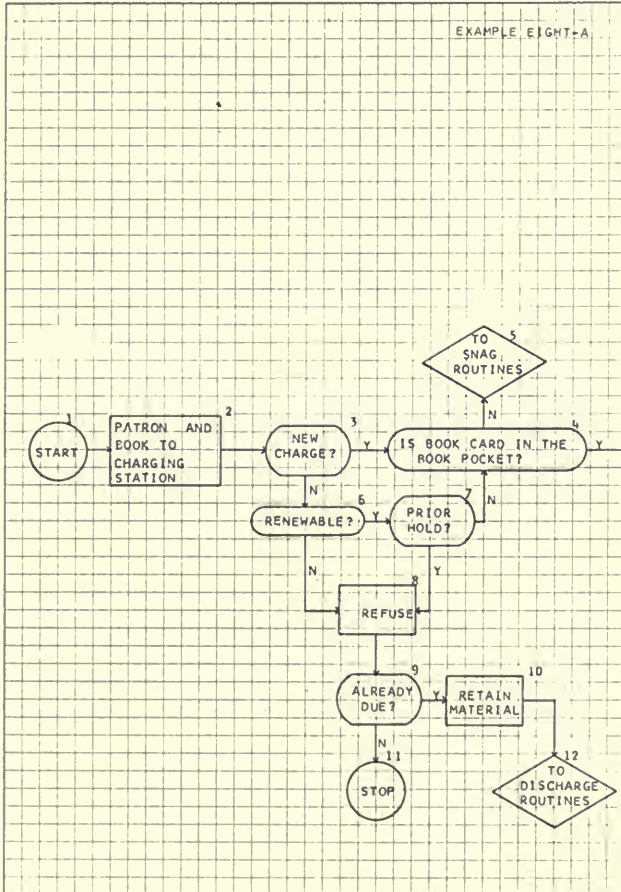 EXAMPLE EIGHT-A
TO
SNAG
ROUTINES
5
1
START
2
PATRON AND
BOOK TO
CHARGING
STATION
3
NEW
CHARGE?
Y
N
4
IS BOOK CARD IN THE
BOOK POCKET?
Y
N
6
RENEWABLE?
Y
7
PRIOR
HOLD?
N
N
Y
8
REFUSE
9
ALREADY
DUE?
Y
10
RETAIN
MATERIAL
N
11
STOP
12
TO
DISCHARGE
ROUTINES